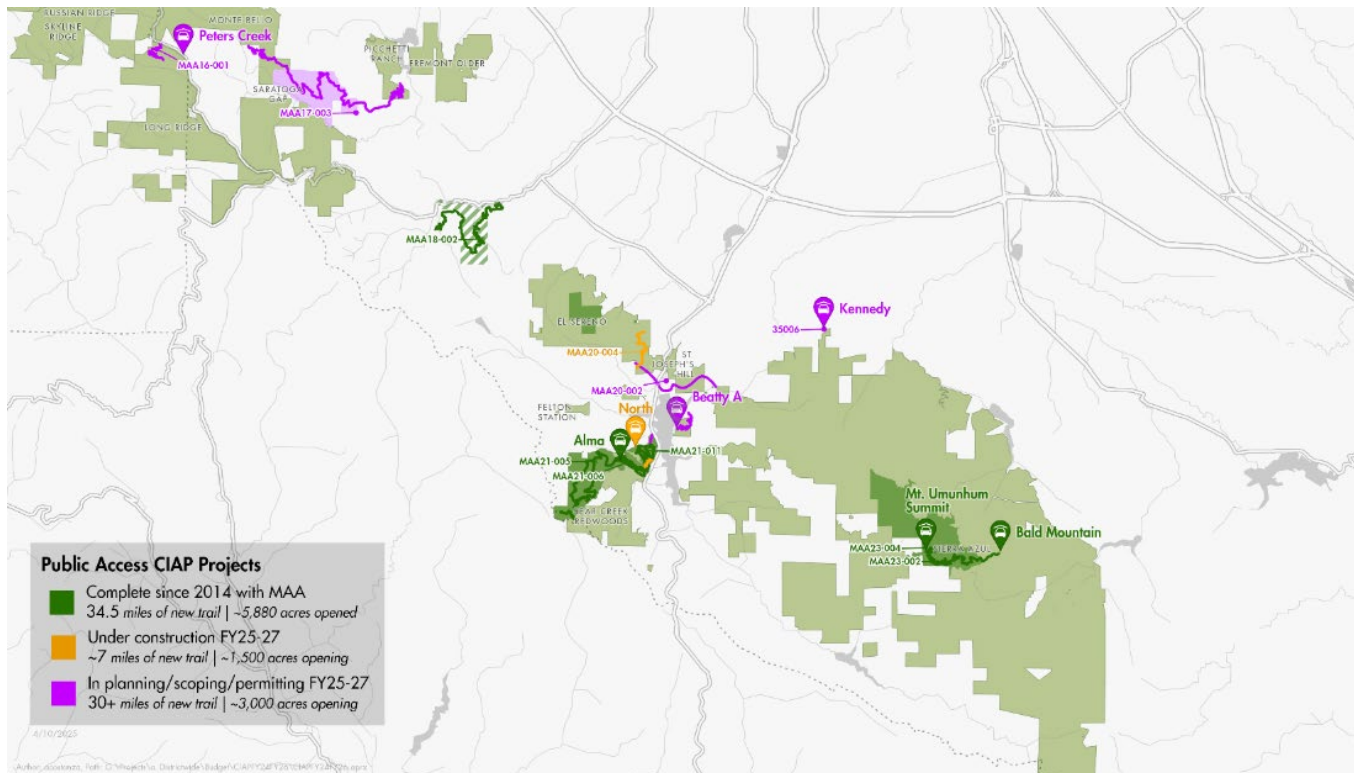 RUSSIAN RIDGE
MONTE BELLO
SKYLINE
RIDGE
Peters Creek
MAA16-001
PICCHETTI
RANCH
FREMONT OLDER
SARATOGA
GAP
MAA17-003
LONG RIDGE
MAA18-002
EL SERENO
MAA20-004
ST
JOSEPH'S
HILL
MAA20-002
Kennedy
35006
Beatty A
FELTON
STATION
North
Alma
MAA21-011
MAA21-005
MAA21-006
BEAR CREEK
REDWOODS
Mt. Umunhum
Summit
Bald Mountain
MAA23-004
SIERRA AZUL
MAA23-002
Public Access CIAP Projects
Complete since 2014 with MAA
34.5 miles of new trail | ~5,880 acres opened
Under construction FY25-27
~7 miles of new trail | ~1,500 acres opening
In planning/scoping/permitting FY25-27
30+ miles of new trail | ~3,000 acres opening
4/10/2025